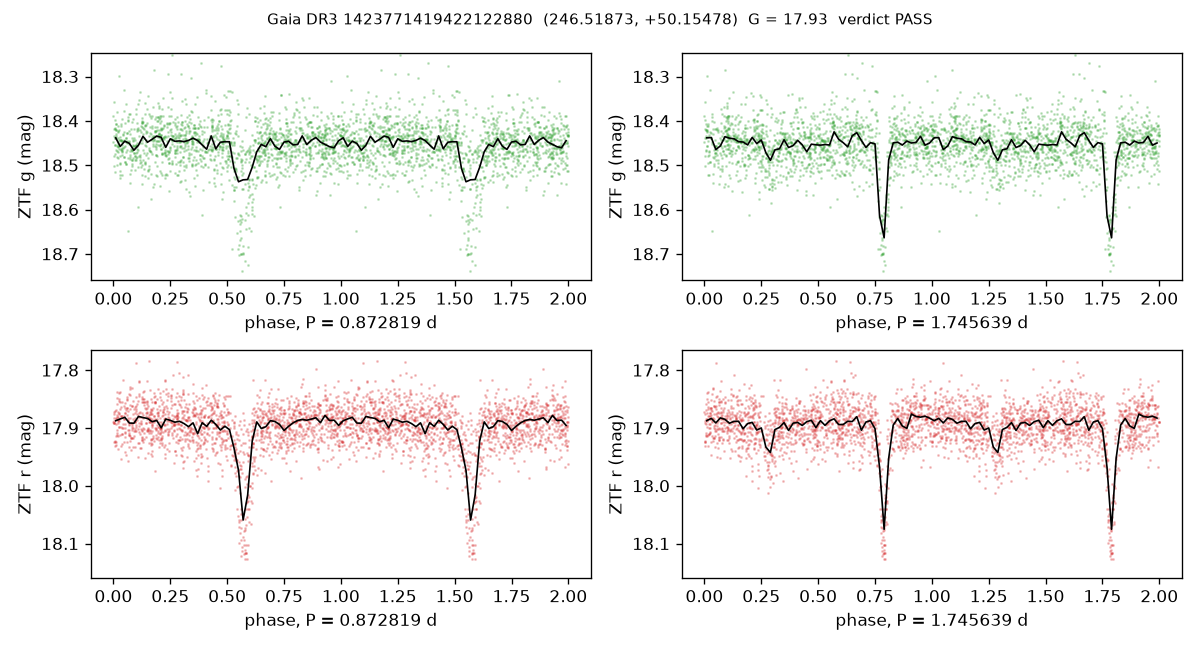 Gaia DR3 1423771419422122880 (246.51873, +50.15478) G = 17.93 verdict PASS
ZTF g (mag)
18.3
18.4
18.5
18.6
18.7
0.00 0.25 0.50 0.75 1.00 1.25 1.50 1.75 2.00
phase, P = 0.872819 d
ZTF g (mag)
18.3
18.4
18.5
18.6
18.7
0.00 0.25 0.50 0.75 1.00 1.25 1.50 1.75 2.00
phase, P = 1.745639 d
ZTF r (mag)
17.8
17.9
18.0
18.1
0.00 0.25 0.50 0.75 1.00 1.25 1.50 1.75 2.00
phase, P = 0.872819 d
ZTF r (mag)
17.8
17.9
18.0
18.1
0.00 0.25 0.50 0.75 1.00 1.25 1.50 1.75 2.00
phase, P = 1.745639 d